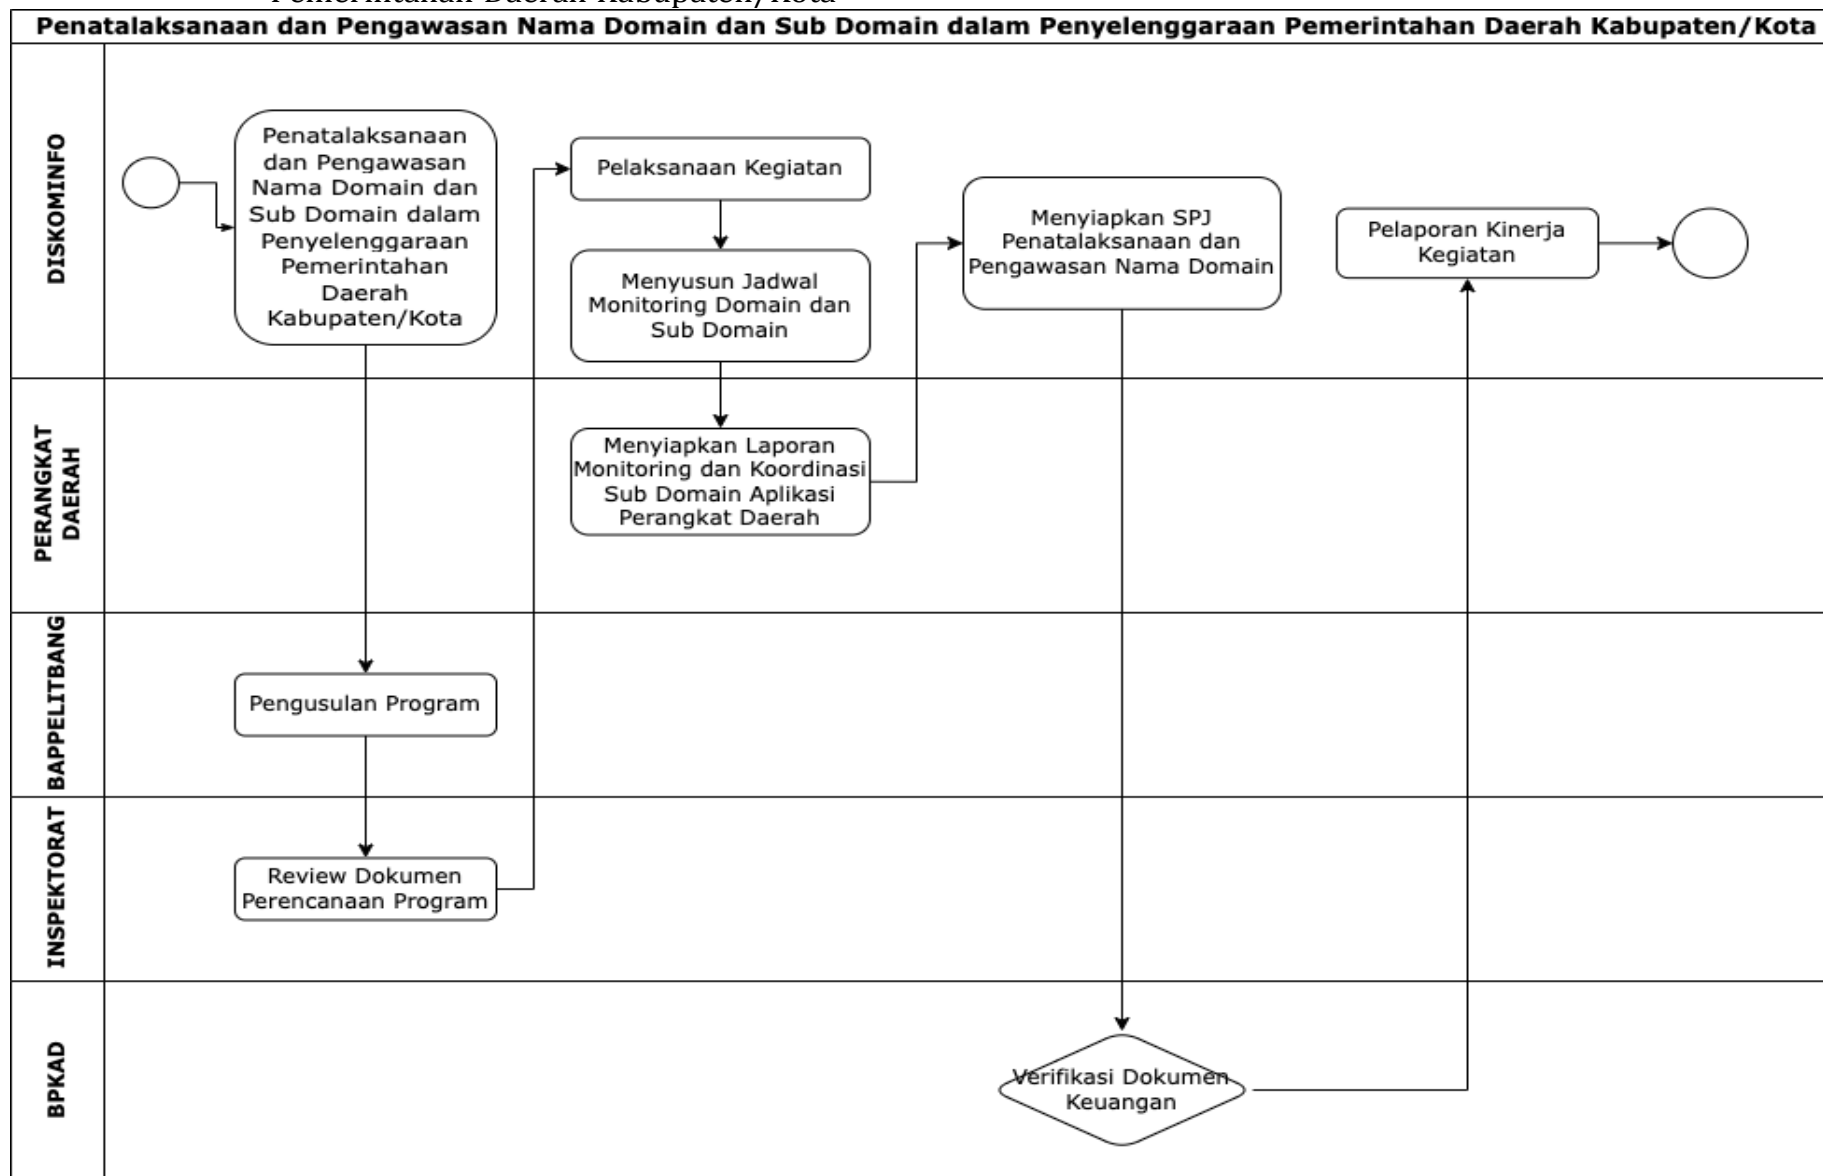 Pemerintahan Daerah Kabupaten/Kota
Penatalaksanaan dan Pengawasan Nama Domain dan Sub Domain dalam Penyelenggaraan Pemerintahan Daerah Kabupaten/Kota
DISKOMINFO
Penatalaksanaan
dan Pengawasan
Nama Domain dan
Sub Domain dalam
Penyelenggaraan
Pemerintahan
Daerah
Kabupaten/Kota
Pelaksanaan Kegiatan
Menyusun Jadwal
Monitoring Domain dan
Sub Domain
Menyiapkan SPJ
Penatalaksanaan dan
Pengawasan Nama Domain
Pelaporan Kinerja
Kegiatan
PERANGKAT
DAERAH
Menyiapkan Laporan
Monitoring dan Koordinasi
Sub Domain Aplikasi
Perangkat Daerah
BAPPELITBANG
Pengusulan Program
INSPEKTORAT
Review Dokumen
Perencanaan Program
BPKAD
Verifikasi Dokumen
Keuangan